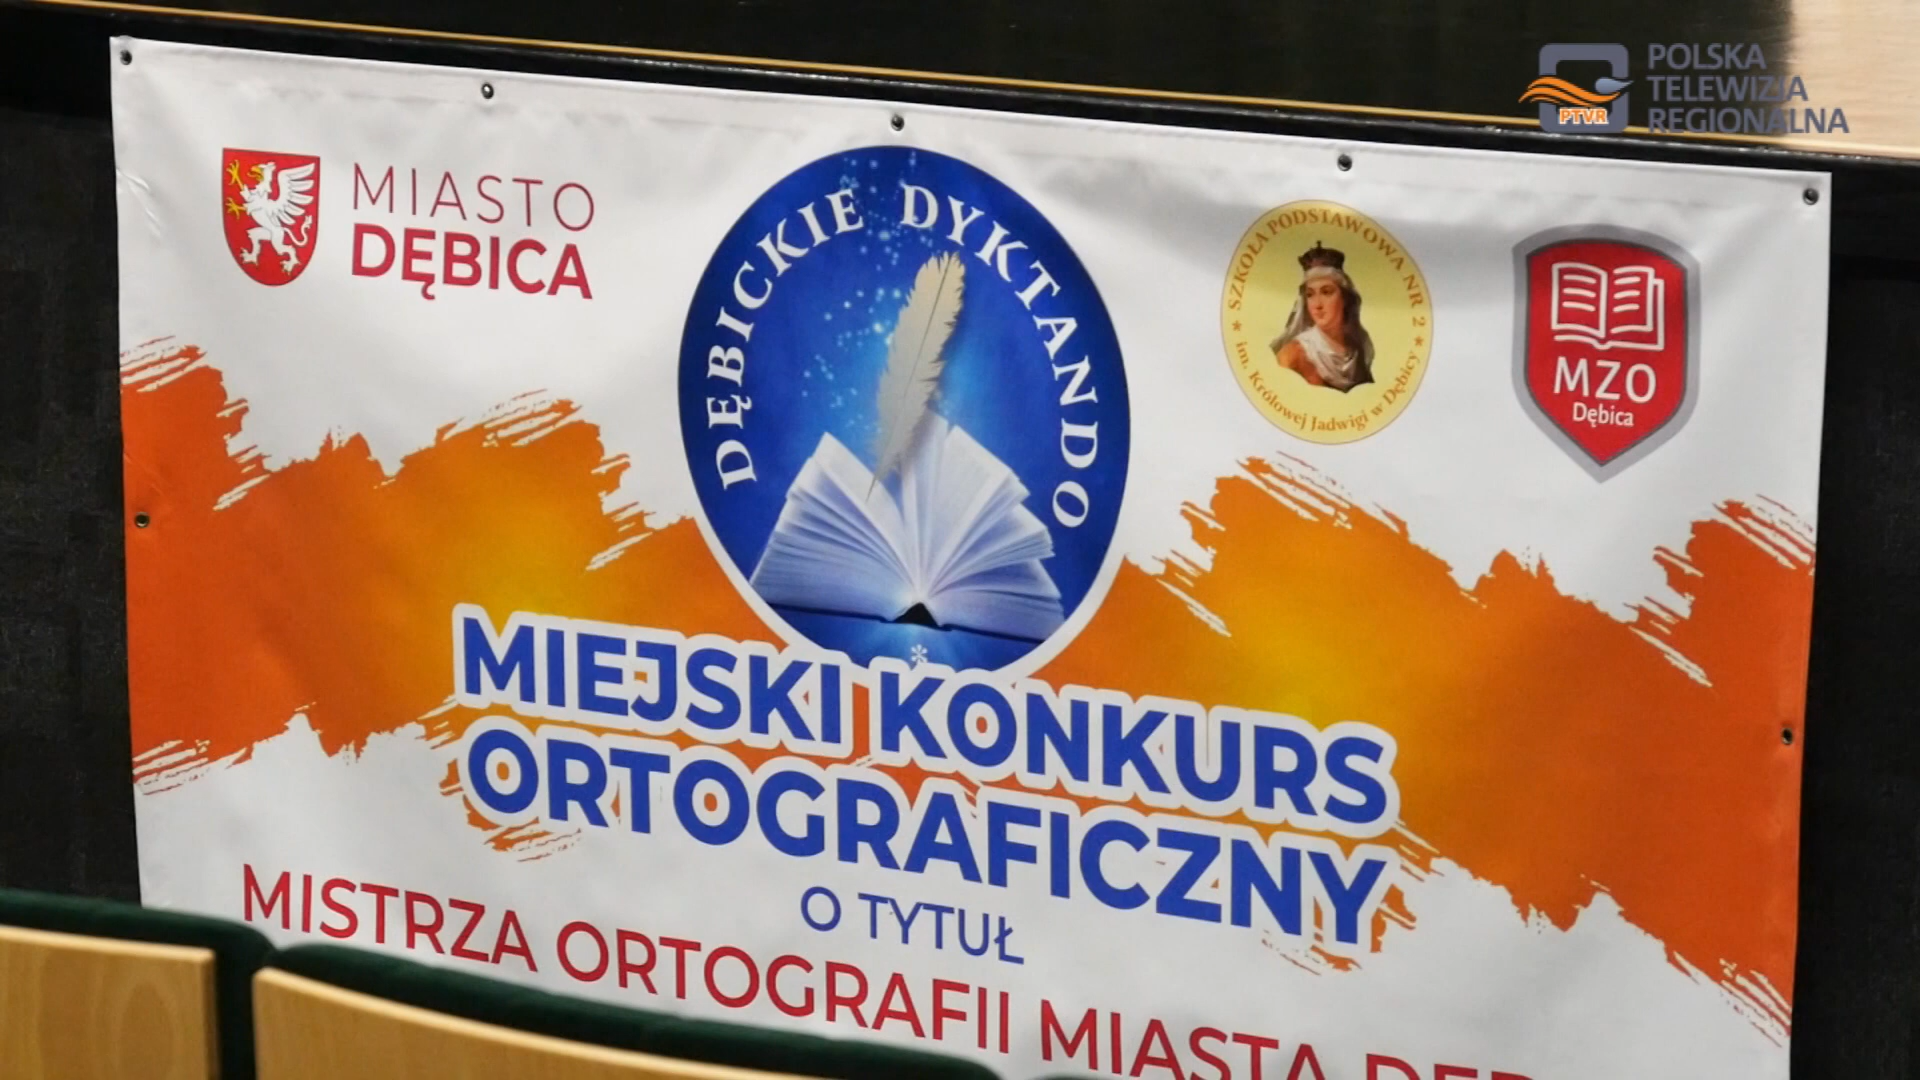 POLSKA
TELEWIZJA
REGIONALNA
PTVR
MIASTO
DĘBICA
DĘBICKIE DYKTANDO
SZKOŁA PODSTAWOWA NR 2
im. Królowej Jadwigi w Dębicy
MZO
Dębica
MIEJSKI KONKURS
ORTOGRAFICZNY
O TYTUŁ
MISTRZA ORTOGRAFII MIASTA